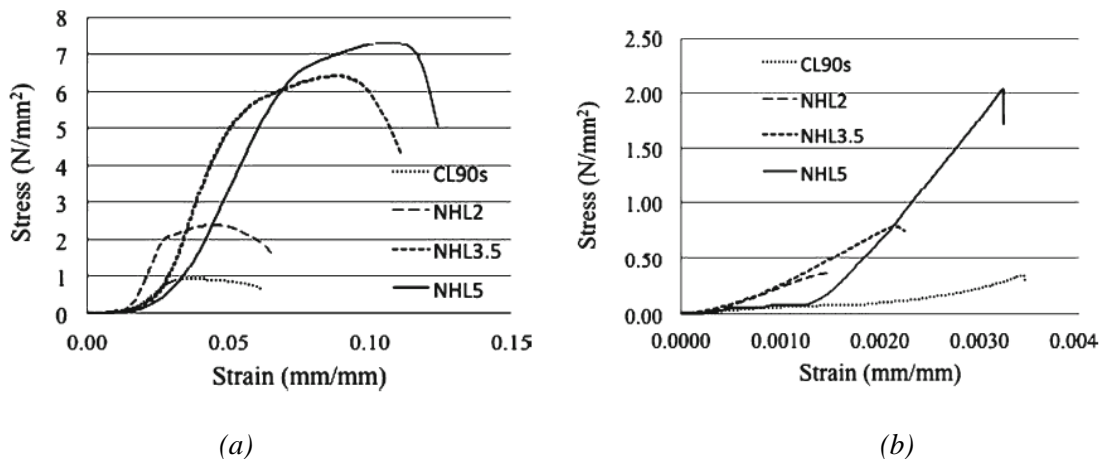 8
7
6
5
4
3
2
1
0
Stress (N/mm²)
CL90s
NHL2
NHL3.5
NHL5
0.00 0.05 0.10 0.15
Strain (mm/mm)
(a)
2.50
2.00
1.50
1.00
0.50
0.00
Stress (N/mm²)
CL90s
NHL2
NHL3.5
NHL5
0.0000 0.0010 0.0020 0.0030 0.004
Strain (mm/mm)
(b)